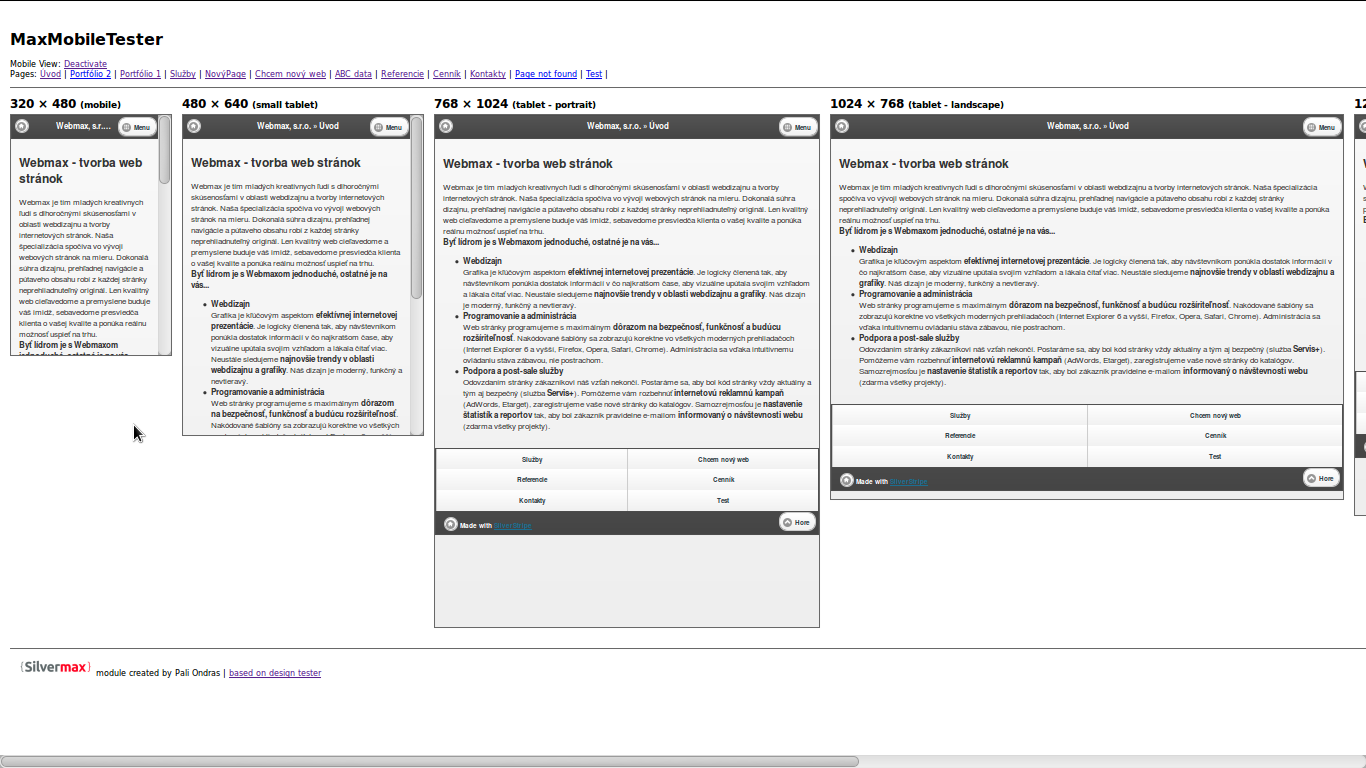 MaxMobileTester
Mobile View: Deactivate
Pages: Úvod | Portfólio 2 | Portfólio 1 | Služby | NovýPage | Chcem nový web | ABC data | Referencie | Cenník | Kontakty | Page not found | Test |
320 × 480 (mobile)
Webmax, s.r....
Menu
Webmax - tvorba web
stránok
Webmax je tím mladých kreatívnych
ľudí s dlhoročnými skúsenosťami v
oblasti webdizajnu a tvorby
internetových stránok. Naša
špecializácia spočíva vo vývoji
webových stránok na mieru. Dokonalá
súhra dizajnu, prehľadnej navigácie a
pútavého obsahu robí z každej stránky
neprehliadnuteľný originál. Len kvalitný
web cieľavedome a premyslene buduje
váš imidž, sebavedome presviedča
klienta o vašej kvalite a ponúka reálnu
možnosť uspieť na trhu.
Byť lídrom je s Webmaxom
jednoduché, ostatné je na vás...
480 × 640 (small tablet)
Webmax, s.r.o. » Úvod
Menu
Webmax - tvorba web stránok
Webmax je tím mladých kreatívnych ľudí s dlhoročnými
skúsenosťami v oblasti webdizajnu a tvorby internetových
stránok. Naša špecializácia spočíva vo vývoji webových
stránok na mieru. Dokonalá súhra dizajnu, prehľadnej
navigácie a pútavého obsahu robí z každej stránky
neprehliadnuteľný originál. Len kvalitný web cieľavedome a
premyslene buduje váš imidž, sebavedome presviedča klienta
o vašej kvalite a ponúka reálnu možnosť uspieť na trhu.
Byť lídrom je s Webmaxom jednoduché, ostatné je na
vás...
Webdizajn
Grafika je kľúčovým aspektom efektívnej internetovej
prezentácie. Je logicky členená tak, aby návštevníkom
ponúkla dostatok informácií v čo najkratšom čase, aby
vizuálne upútala svojím vzhľadom a lákala čítať viac.
Neustále sledujeme najnovšie trendy v oblasti
webdizajnu a grafiky. Náš dizajn je moderný, funkčný a
nevtieravý.
Programovanie a administrácia
Web stránky programujeme s maximálnym dôrazom
na bezpečnosť, funkčnosť a budúcu rozšíriteľnosť.
Nakódované šablóny sa zobrazujú korektne vo všetkých
768 × 1024 (tablet - portrait)
Webmax, s.r.o. » Úvod
Menu
Webmax - tvorba web stránok
Webmax je tím mladých kreatívnych ľudí s dlhoročnými skúsenosťami v oblasti webdizajnu a tvorby
internetových stránok. Naša špecializácia spočíva vo vývoji webových stránok na mieru. Dokonalá súhra
dizajnu, prehľadnej navigácie a pútavého obsahu robí z každej stránky neprehliadnuteľný originál. Len kvalitný
web cieľavedome a premyslene buduje váš imidž, sebavedome presviedča klienta o vašej kvalite a ponúka
reálnu možnosť uspieť na trhu.
Byť lídrom je s Webmaxom jednoduché, ostatné je na vás...
Webdizajn
Grafika je kľúčovým aspektom efektívnej internetovej prezentácie. Je logicky členená tak, aby
návštevníkom ponúkla dostatok informácií v čo najkratšom čase, aby vizuálne upútala svojím vzhľadom
a lákala čítať viac. Neustále sledujeme najnovšie trendy v oblasti webdizajnu a grafiky. Náš dizajn
je moderný, funkčný a nevtieravý.
Programovanie a administrácia
Web stránky programujeme s maximálnym dôrazom na bezpečnosť, funkčnosť a budúcu
rozšíriteľnosť. Nakódované šablóny sa zobrazujú korektne vo všetkých moderných prehliadačoch
(Internet Explorer 6 a vyšší, Firefox, Opera, Safari, Chrome). Administrácia sa vďaka intuitívnemu
ovládaniu stáva zábavou, nie postrachom.
Podpora a post-sale služby
Odovzdaním stránky zákazníkovi náš vzťah nekončí. Postaráme sa, aby bol kód stránky vždy aktuálny a
tým aj bezpečný (služba Servis+). Pomôžeme vám rozbehnúť internetovú reklamnú kampaň
(AdWords, Etarget), zaregistrujeme vaše nové stránky do katalógov. Samozrejmosťou je nastavenie
štatistík a reportov tak, aby bol zákazník pravidelne e-mailom informovaný o návštevnosti webu
(zdarma všetky projekty).
Služby
Chcem nový web
Referencie
Cenník
Kontakty
Test
Made with SilverStripe
Hore
1024 × 768 (tablet - landscape)
Webmax, s.r.o. » Úvod
Menu
Webmax - tvorba web stránok
Webmax je tím mladých kreatívnych ľudí s dlhoročnými skúsenosťami v oblasti webdizajnu a tvorby internetových stránok. Naša špecializácia
spočíva vo vývoji webových stránok na mieru. Dokonalá súhra dizajnu, prehľadnej navigácie a pútavého obsahu robí z každej stránky
neprehliadnuteľný originál. Len kvalitný web cieľavedome a premyslene buduje váš imidž, sebavedome presviedča klienta o vašej kvalite a ponúka
reálnu možnosť uspieť na trhu.
Byť lídrom je s Webmaxom jednoduché, ostatné je na vás...
Webdizajn
Grafika je kľúčovým aspektom efektívnej internetovej prezentácie. Je logicky členená tak, aby návštevníkom ponúkla dostatok informácií v
čo najkratšom čase, aby vizuálne upútala svojím vzhľadom a lákala čítať viac. Neustále sledujeme najnovšie trendy v oblasti webdizajnu a
grafiky. Náš dizajn je moderný, funkčný a nevtieravý.
Programovanie a administrácia
Web stránky programujeme s maximálnym dôrazom na bezpečnosť, funkčnosť a budúcu rozšíriteľnosť. Nakódované šablóny sa
zobrazujú korektne vo všetkých moderných prehliadačoch (Internet Explorer 6 a vyšší, Firefox, Opera, Safari, Chrome). Administrácia sa
vďaka intuitívnemu ovládaniu stáva zábavou, nie postrachom.
Podpora a post-sale služby
Odovzdaním stránky zákazníkovi náš vzťah nekončí. Postaráme sa, aby bol kód stránky vždy aktuálny a tým aj bezpečný (služba Servis+).
Pomôžeme vám rozbehnúť internetovú reklamnú kampaň (AdWords, Etarget), zaregistrujeme vaše nové stránky do katalógov.
Samozrejmosťou je nastavenie štatistík a reportov tak, aby bol zákazník pravidelne e-mailom informovaný o návštevnosti webu
(zdarma všetky projekty).
Služby
Chcem nový web
Referencie
Cenník
Kontakty
Test
Made with SilverStripe
Hore
12
(Silvermax) module created by Pali Ondras | based on design tester